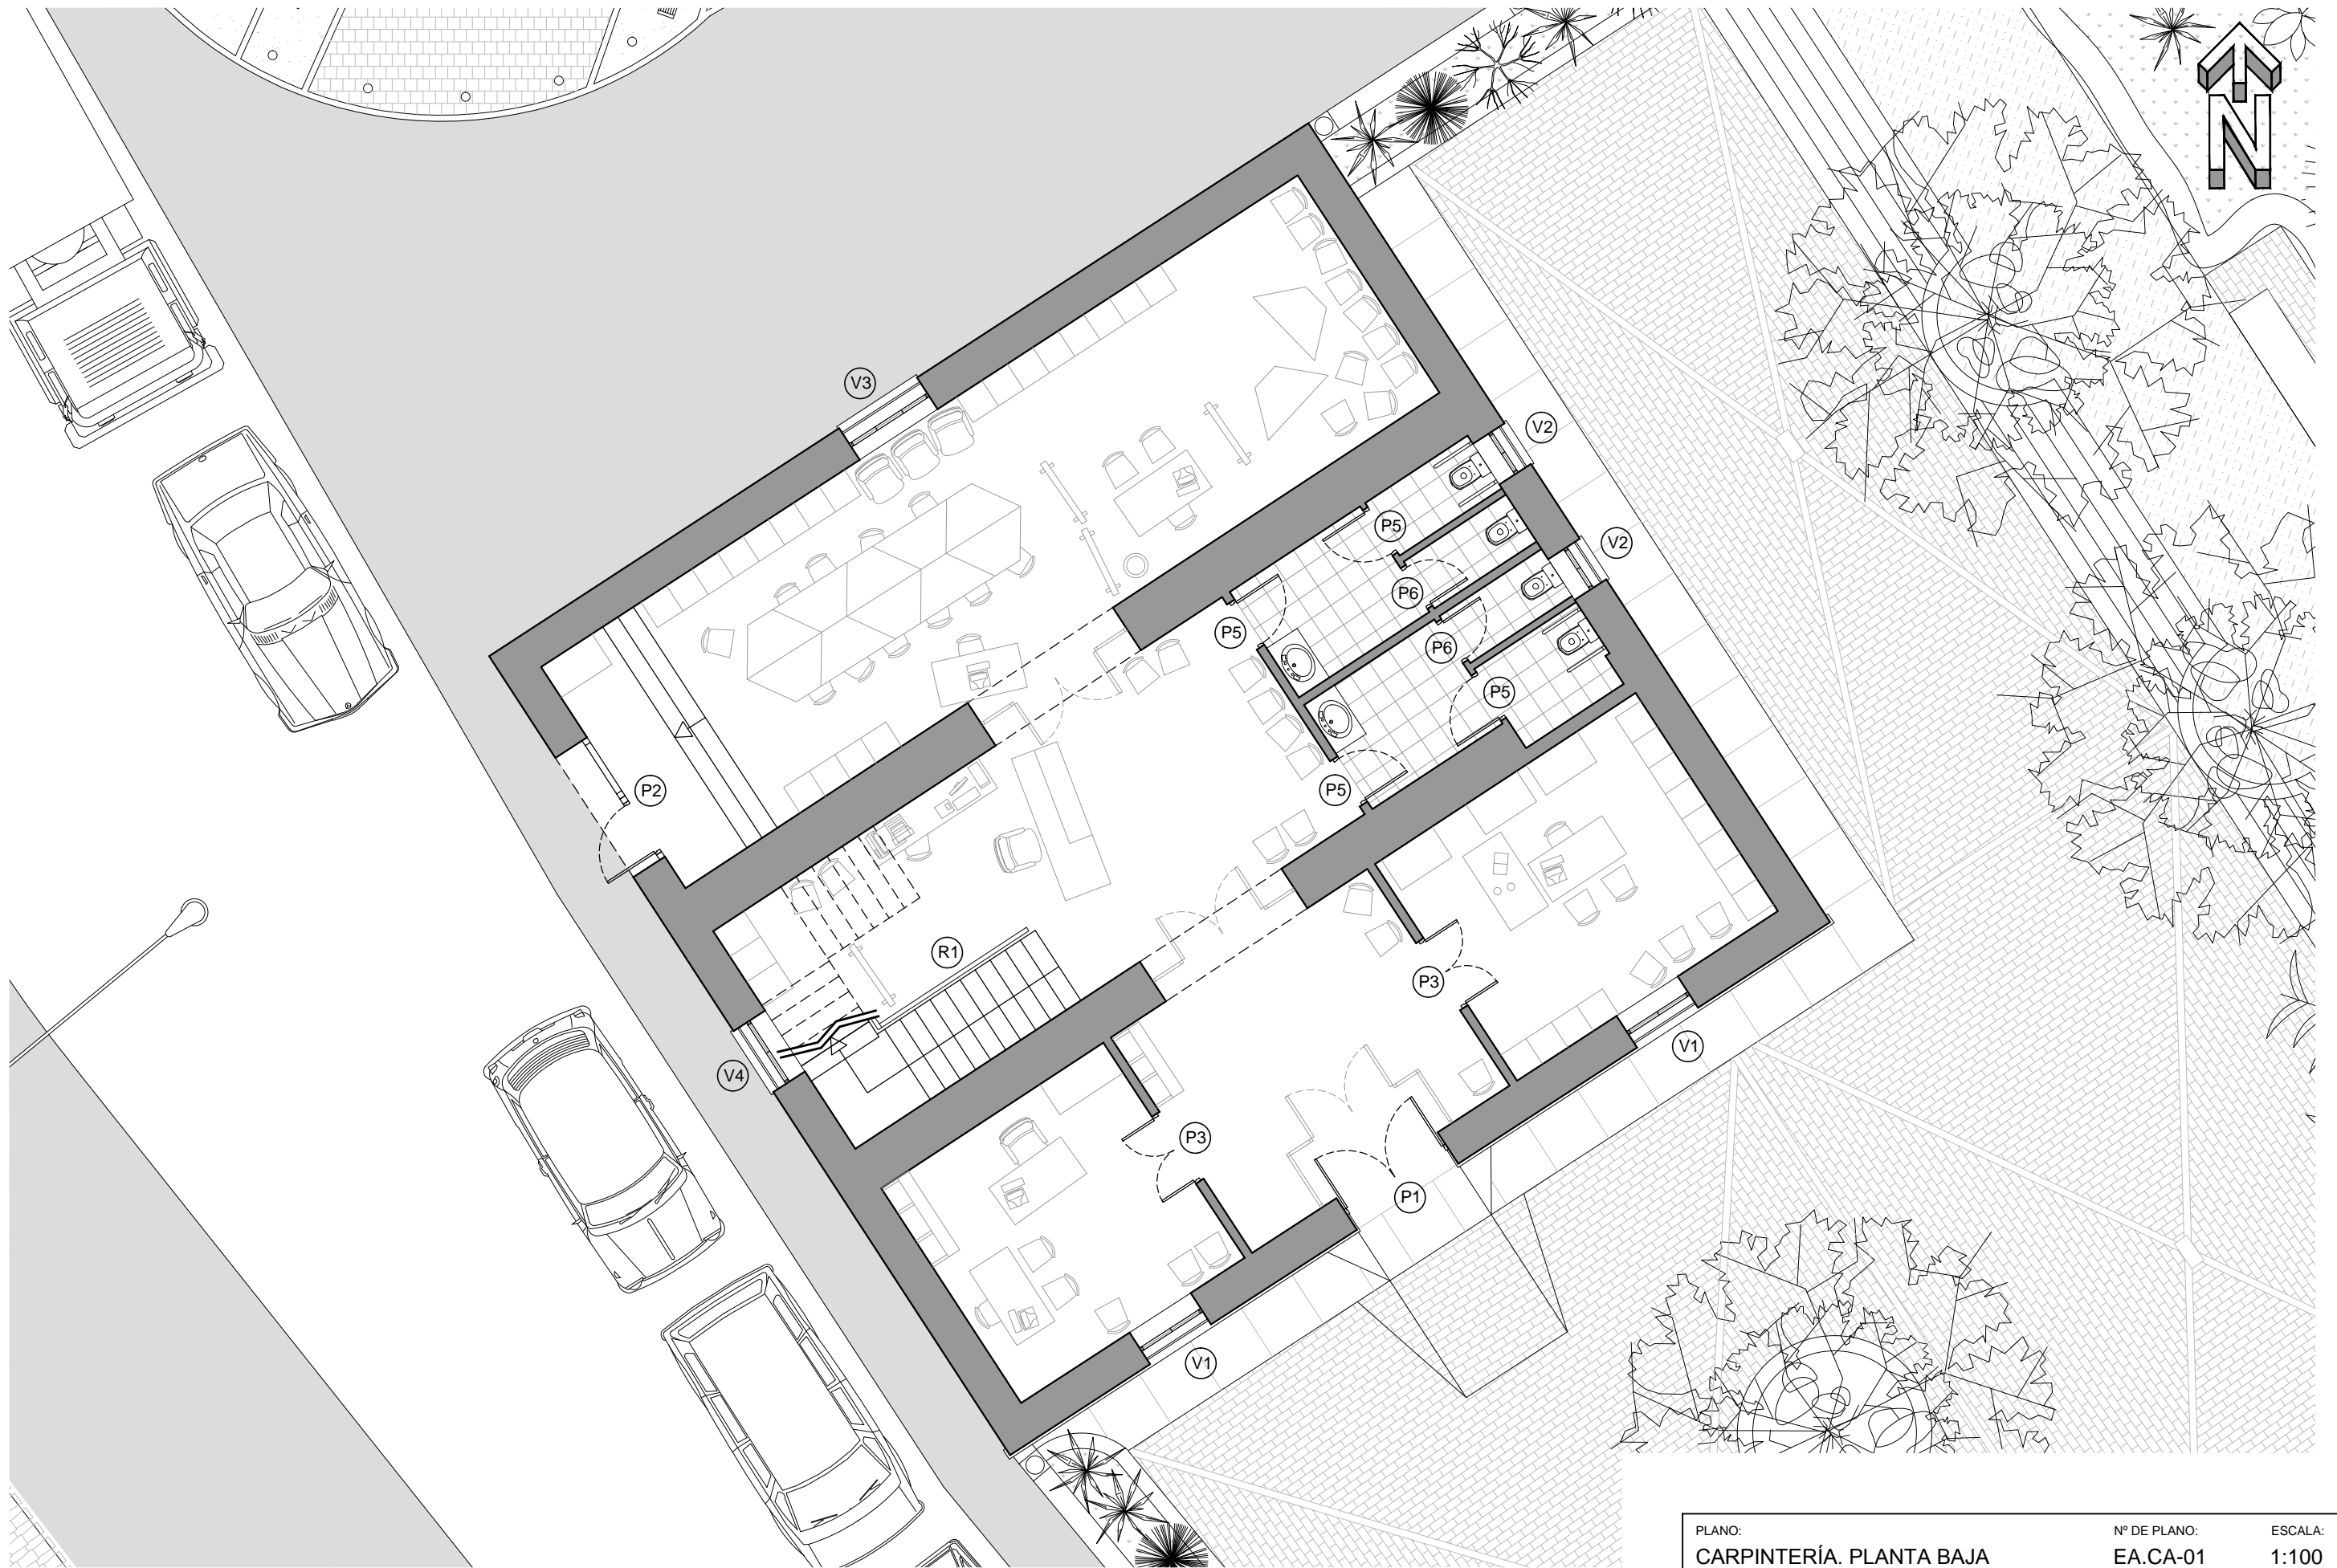 N
V3
V2
V2
P5
P6
P5
P6
P5
P2
P5
R1
P3
V1
V4
P3
P1
V1
PLANO: Nº DE PLANO: ESCALA:
CARPINTERÍA. PLANTA BAJA EA.CA-01 1:100